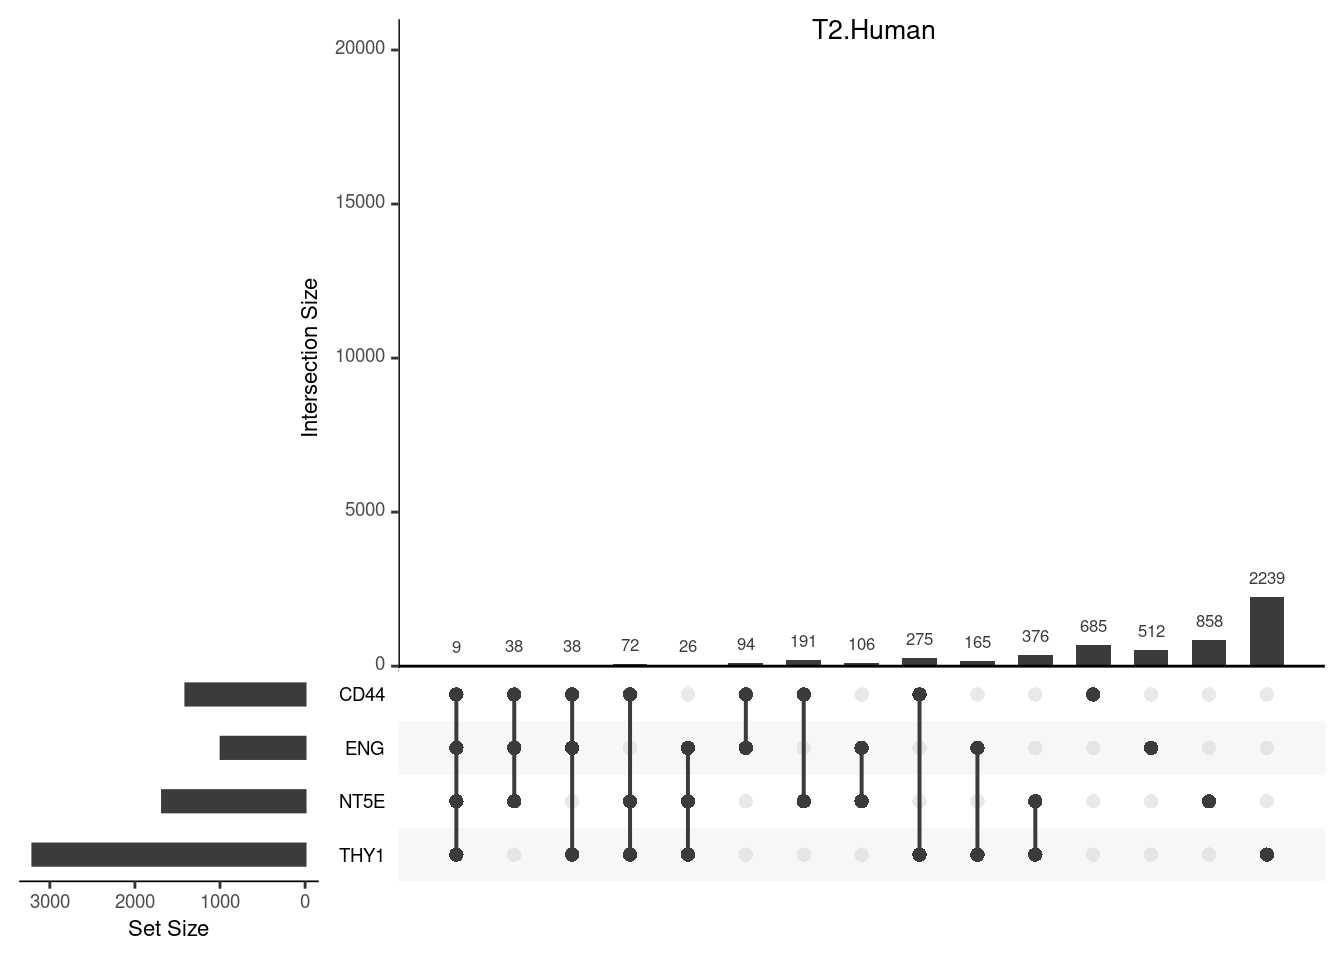 T2.Human
20000
15000
10000
5000
0
Intersection Size
9 38 38 72 26 94 191 106 275 165 376 685 512 858 2239
CD44
ENG
NT5E
THY1
3000 2000 1000 0
Set Size